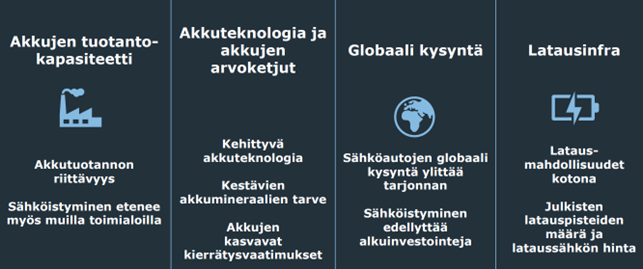 Akkujen tuotanto-
kapasiteetti
Akkutuotannon
riittävyys
Sähköistyminen etenee
myös muilla toimialoilla
Akkuteknologia ja
akkujen
arvoketjut
Kehittyvä
akkuteknologia
Kestävien
akkumineraalien tarve
Akkujen
kasvavat
kierrätysvaatimukset
Globaali kysyntä
Sähköautojen globaali
kysyntä ylittää
tarjonnan
Sähköistyminen
edellyttää
alkuinvestointeja
Latausinfra
Lataus-
mahdollisuudet
kotona
Julkisten
latauspisteiden
määrä ja
lataussähkön hinta